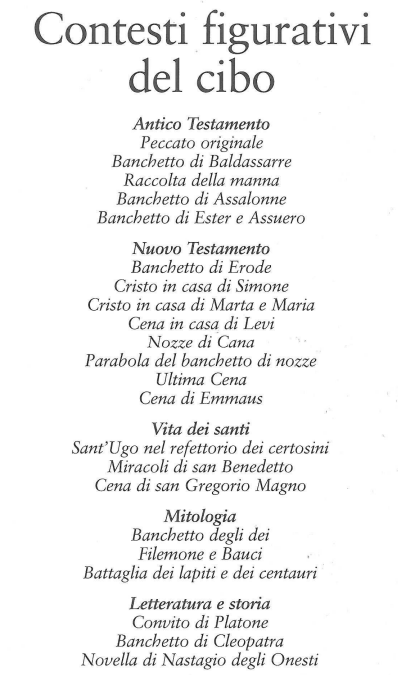 Contesti figurativi
del cibo
Antico Testamento
Peccato originale
Banchetto di Baldassarre
Raccolta della manna
Banchetto di Assalonne
Banchetto di Ester e Assuero
Nuovo Testamento
Banchetto di Erode
Cristo in casa di Simone
Cristo in casa di Marta e Maria
Cena in casa di Levi
Nozze di Cana
Parabola del banchetto di nozze
Ultima Cena
Cena di Emmaus
Vita dei santi
Sant'Ugo nel refettorio dei certosini
Miracoli di san Benedetto
Cena di san Gregorio Magno
Mitologia
Banchetto degli dei
Filemone e Bauci
Battaglia dei lapiti e dei centauri
Letteratura e storia
Convito di Platone
Banchetto di Cleopatra
Novella di Nastagio degli Onesti